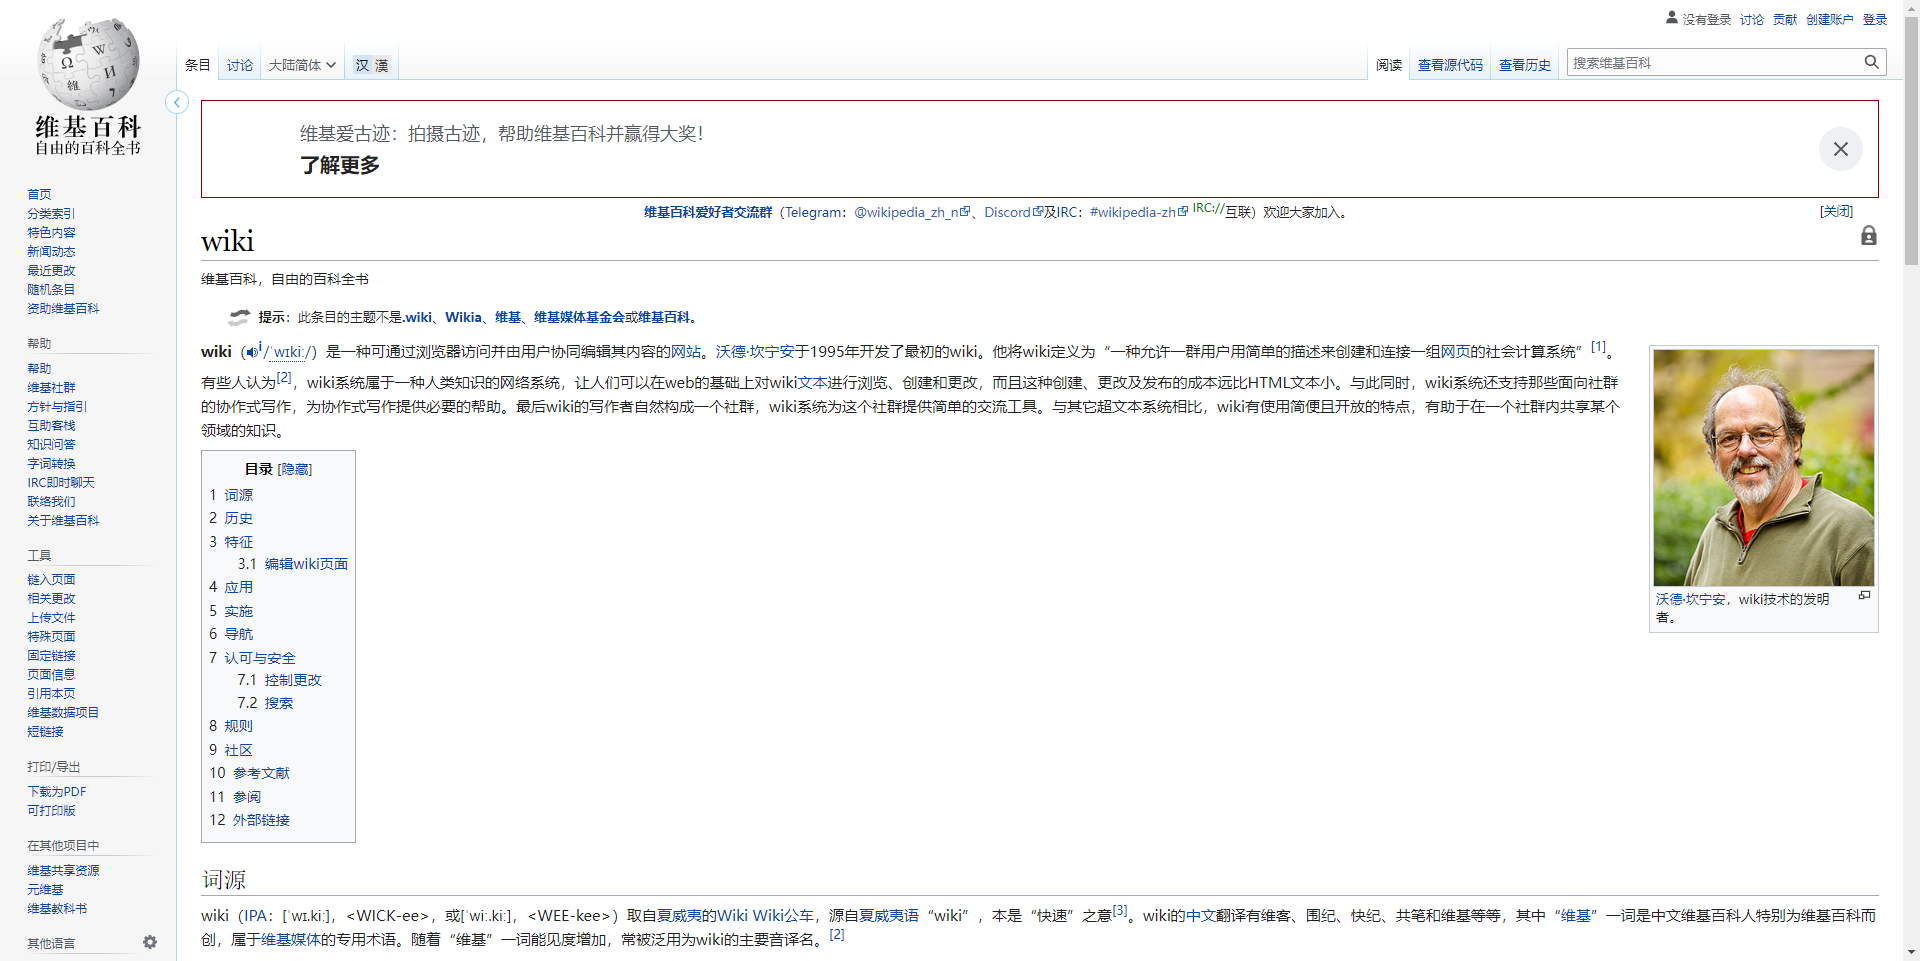 没有登录 讨论 贡献 创建账户 登录
条目 讨论 大陆简体 汉 漢 阅读 查看源代码 查看历史 搜索维基百科
维基百科
自由的百科全书
首页
分类索引
特色内容
新闻动态
最近更改
随机条目
资助维基百科
帮助
帮助
维基社群
方针与指引
互助客栈
知识问答
字词转换
IRC即时聊天
联络我们
关于维基百科
工具
链入页面
相关更改
上传文件
特殊页面
固定链接
页面信息
引用本页
维基数据项目
短链接
打印/导出
下载为PDF
可打印版
在其他项目中
维基共享资源
元维基
维基教科书
其他语言
维基爱古迹：拍摄古迹，帮助维基百科并赢得大奖！
了解更多
维基百科爱好者交流群（Telegram：@wikipedia_zh_n、Discord及IRC：#wikipedia-zh IRC://互联）欢迎大家加入。 [关闭]
wiki
维基百科，自由的百科全书
提示：此条目的主题不是.wiki、Wikia、维基、维基媒体基金会或维基百科。
wiki（i/ˈwɪkiː/）是一种可通过浏览器访问并由用户协同编辑其内容的网站。沃德·坎宁安于1995年开发了最初的wiki。他将wiki定义为“一种允许一群用户用简单的描述来创建和连接一组网页的社会计算系统”[1]。
有些人认为[2]，wiki系统属于一种人类知识的网络系统，让人们可以在web的基础上对wiki文本进行浏览、创建和更改，而且这种创建、更改及发布的成本远比HTML文本小。与此同时，wiki系统还支持那些面向社群
的协作式写作，为协作式写作提供必要的帮助。最后wiki的写作者自然构成一个社群，wiki系统为这个社群提供简单的交流工具。与其它超文本系统相比，wiki有使用简便且开放的特点，有助于在一个社群内共享某个
领域的知识。
沃德·坎宁安，wiki技术的发明
者。
目录 [隐藏]
1 词源
2 历史
3 特征
3.1 编辑wiki页面
4 应用
5 实施
6 导航
7 认可与安全
7.1 控制更改
7.2 搜索
8 规则
9 社区
10 参考文献
11 参阅
12 外部链接
词源
wiki（IPA：[ˈwɪ.kiː]，<WICK-ee>，或[ˈwiː.kiː]，<WEE-kee>）取自夏威夷的Wiki Wiki公车，源自夏威夷语“wiki”，本是“快速”之意[3]。wiki的中文翻译有维客、围纪、快纪、共笔和维基等等，其中“维基”一词是中文维基百科人特别为维基百科而
创，属于维基媒体的专用术语。随着“维基”一词能见度增加，常被泛用为wiki的主要音译名。[2]